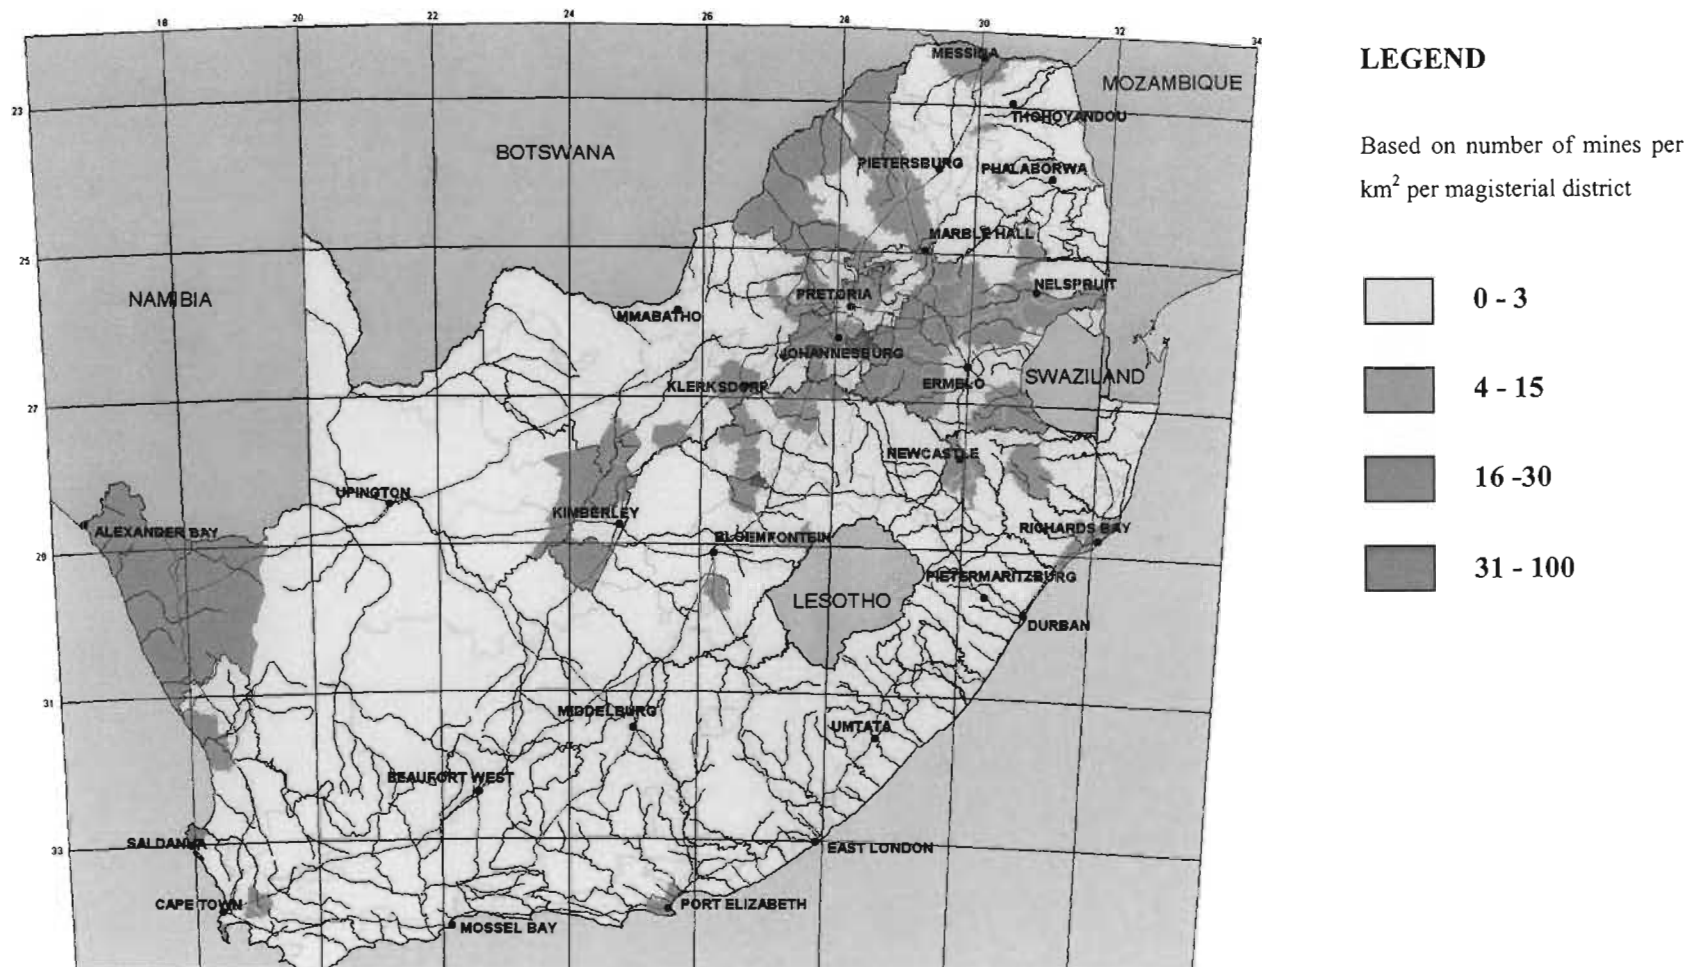 18 20 22 24 26 28 30 32 34
LEGEND
MESSINA
MOZAMBIQUE
23
THOHOYANDOU
Based on number of mines per
km² per magisterial district
BOTSWANA
PIETERSBURG
PHALABORWA
MARBLE HALL
25
NAMIBIA
PRETORIA
NELSPRUIT
0 - 3
MMABATHO
JOHANNESBURG
KLERKSDORP
ERMELO
SWAZILAND
4 - 15
27
NEWCASTLE
16 -30
UPINGTON
KIMBERLEY
ALEXANDER BAY
RICHARDS BAY
BLOEMFONTEIN
29
31 - 100
PIETERMARITZBURG
LESOTHO
DURBAN
31
MIDDELBURG
UMTATA
BEAUFORT WEST
33
SALDANHA
EAST LONDON
CAPE TOWN
PORT ELIZABETH
MOSSEL BAY